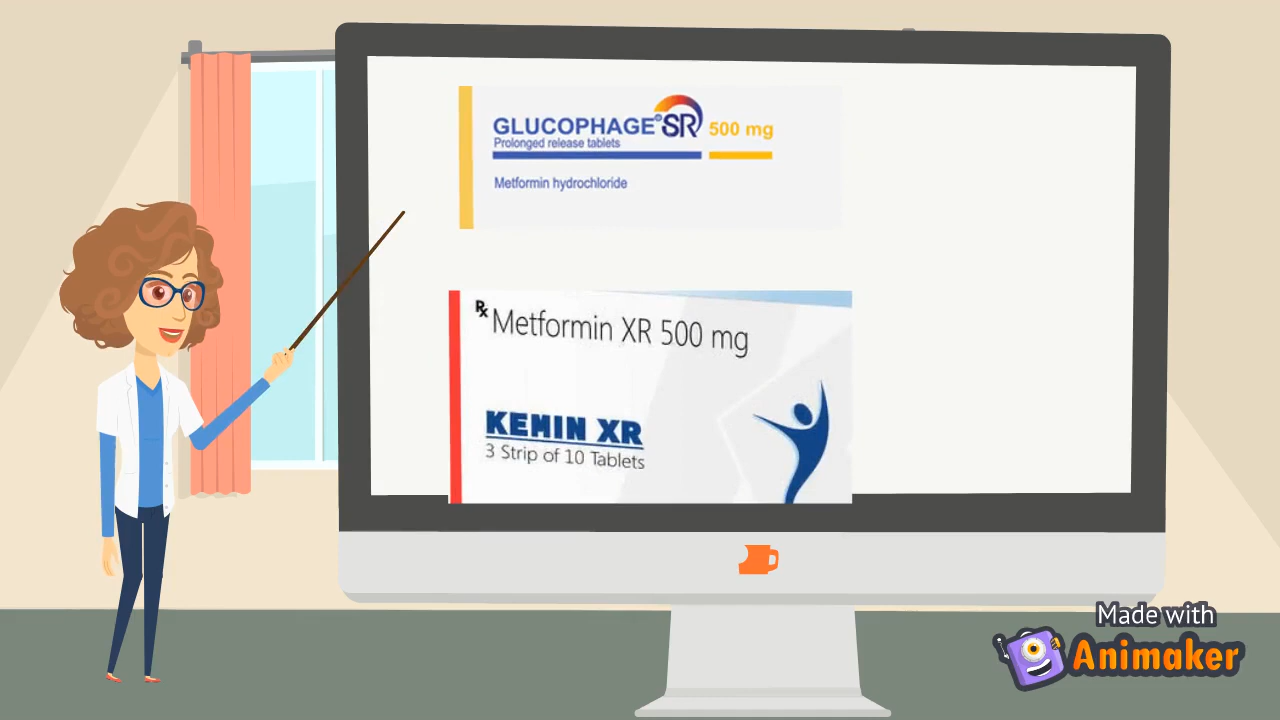 GLUCOPHAGE® SR 500 mg
Prolonged release tablets
Metformin hydrochloride
Rx Metformin XR 500 mg
KEMIN XR
3 Strip of 10 Tablets
Made with
Animaker